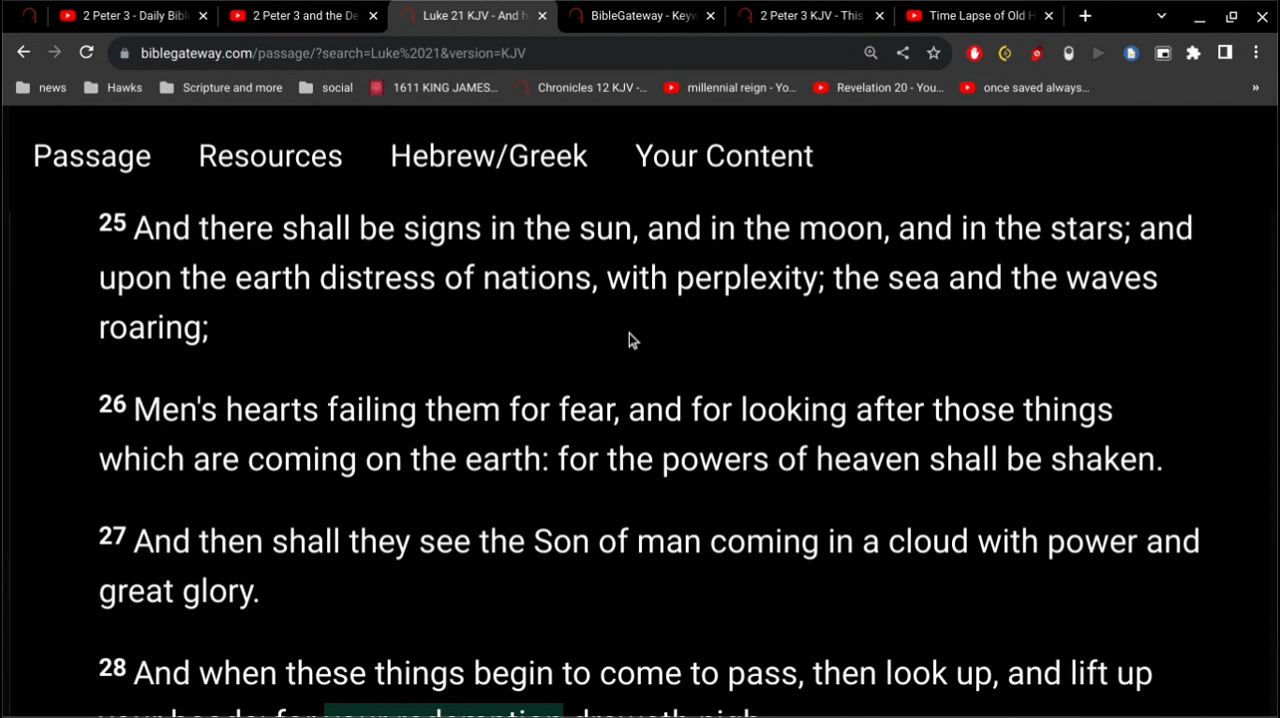 2 Peter 3 - Daily Bibl
2 Peter 3 and the De
Luke 21 KJV - And h
BibleGateway - Keyw
2 Peter 3 KJV - This
Time Lapse of Old H
biblegateway.com/passage/?search=Luke%2021&version=KJV
news
Hawks
Scripture and more
social
1611 KING JAMES...
Chronicles 12 KJV -...
millennial reign - Yo...
Revelation 20 - You...
once saved always...
»
Passage Resources Hebrew/Greek Your Content
25 And there shall be signs in the sun, and in the moon, and in the stars; and
upon the earth distress of nations, with perplexity; the sea and the waves
roaring;
26 Men's hearts failing them for fear, and for looking after those things
which are coming on the earth: for the powers of heaven shall be shaken.
27 And then shall they see the Son of man coming in a cloud with power and
great glory.
28 And when these things begin to come to pass, then look up, and lift up
your heads; for your redemption draweth nigh.